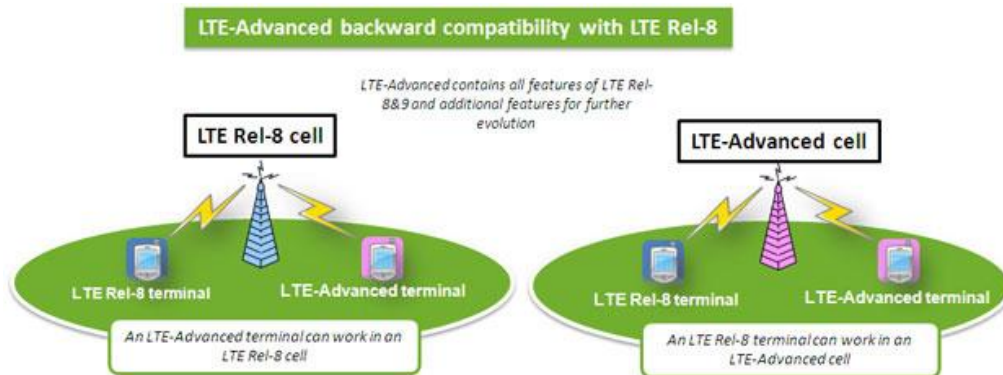 LTE-Advanced backward compatibility with LTE Rel-8
LTE-Advanced contains all features of LTE Rel-
8&9 and additional features for further
evolution
LTE Rel-8 cell
LTE Rel-8 terminal
LTE-Advanced terminal
An LTE-Advanced terminal can work in an
LTE Rel-8 cell
LTE-Advanced cell
LTE Rel-8 terminal
LTE-Advanced terminal
An LTE Rel-8 terminal can work in an
LTE-Advanced cell